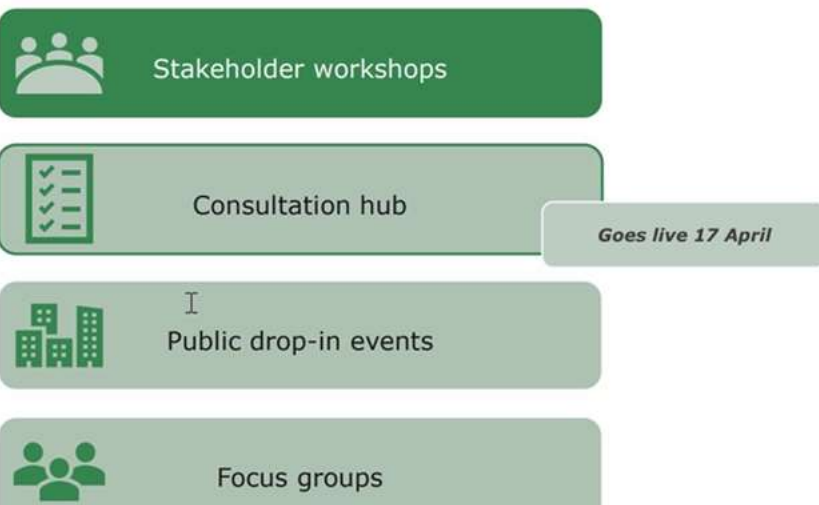 Stakeholder workshops
Consultation hub
Goes live 17 April
Public drop-in events
Focus groups